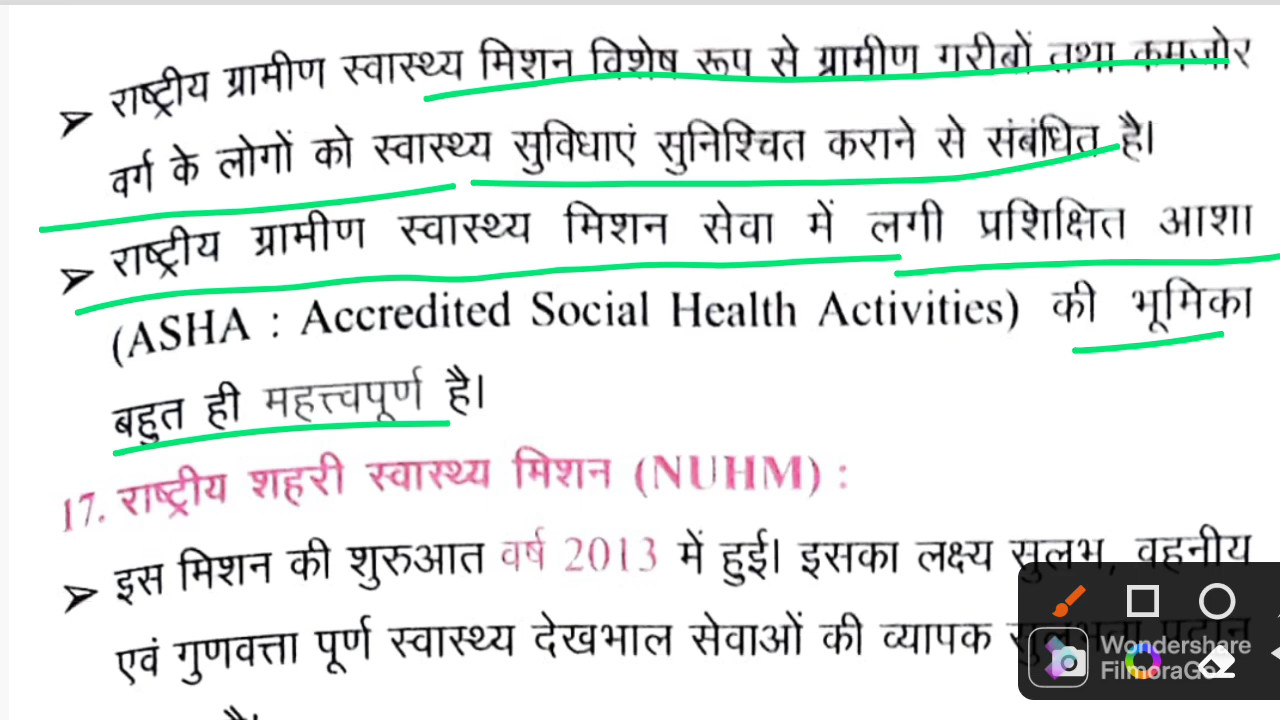 ➤ राष्ट्रीय ग्रामीण स्वास्थ्य मिशन विशेष रूप से ग्रामीण गरीबों तथा कमजोर
वर्ग के लोगों को स्वास्थ्य सुविधाएं सुनिश्चित कराने से संबंधित है।
➤ राष्ट्रीय ग्रामीण स्वास्थ्य मिशन सेवा में लगी प्रशिक्षित आशा
(ASHA : Accredited Social Health Activities) की भूमिका
बहुत ही महत्त्वपूर्ण है।
17. राष्ट्रीय शहरी स्वास्थ्य मिशन (NUHM) :
➤ इस मिशन की शुरुआत वर्ष 2013 में हुई। इसका लक्ष्य सुलभ, वहनीय
एवं गुणवत्ता पूर्ण स्वास्थ्य देखभाल सेवाओं की व्यापक
है।
Wondershare
FilmoraGo